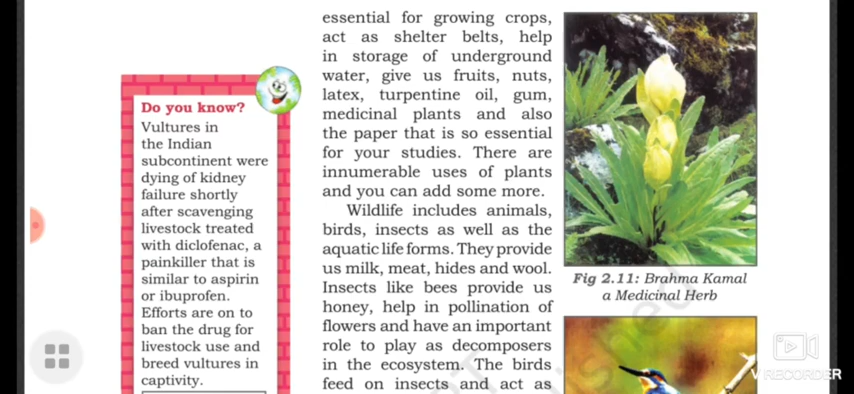 Do you know?
Vultures in
the Indian
subcontinent were
dying of kidney
failure shortly
after scavenging
livestock treated
with diclofenac, a
painkiller that is
similar to aspirin
or ibuprofen.
Efforts are on to
ban the drug for
livestock use and
breed vultures in
captivity.
essential for growing crops,
act as shelter belts, help
in storage of underground
water, give us fruits, nuts,
latex, turpentine oil, gum,
medicinal plants and also
the paper that is so essential
for your studies. There are
innumerable uses of plants
and you can add some more.
Wildlife includes animals,
birds, insects as well as the
aquatic life forms. They provide
us milk, meat, hides and wool.
Insects like bees provide us
honey, help in pollination of
flowers and have an important
role to play as decomposers
in the ecosystem. The birds
feed on insects and act as
Fig 2.11: Brahma Kamal
a Medicinal Herb
V RECORDER